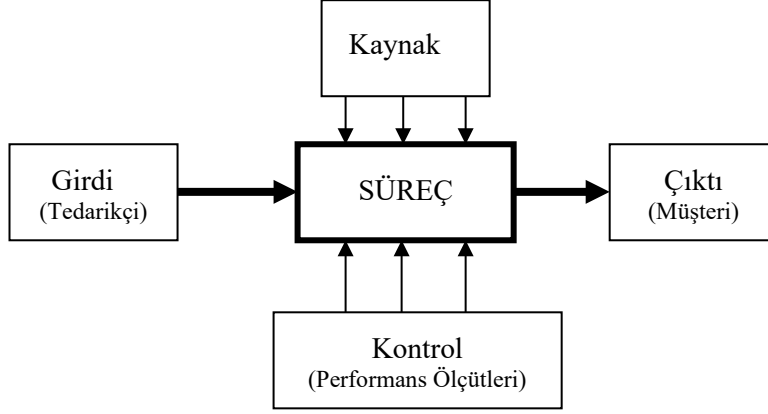 Kaynak
Girdi
(Tedarikçi)
SÜREÇ
Çıktı
(Müşteri)
Kontrol
(Performans Ölçütleri)